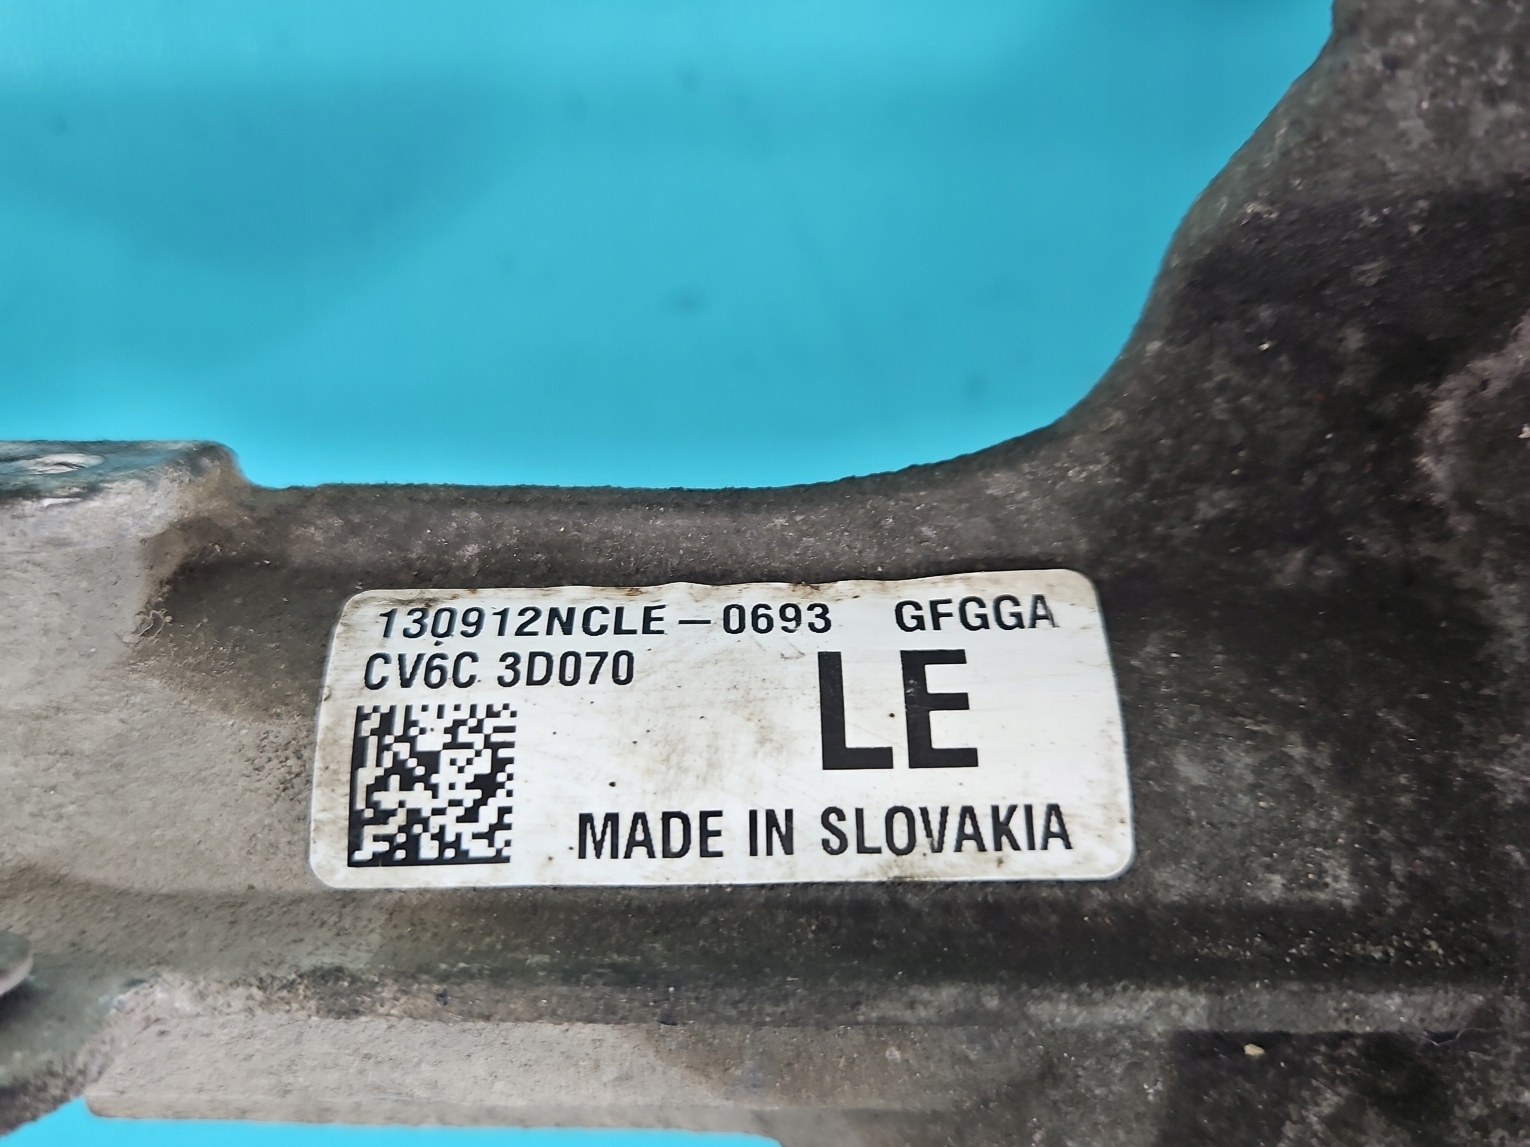 130912NCLE-0693 GFGGA
CV6C 3D070
LE
MADE IN SLOVAKIA